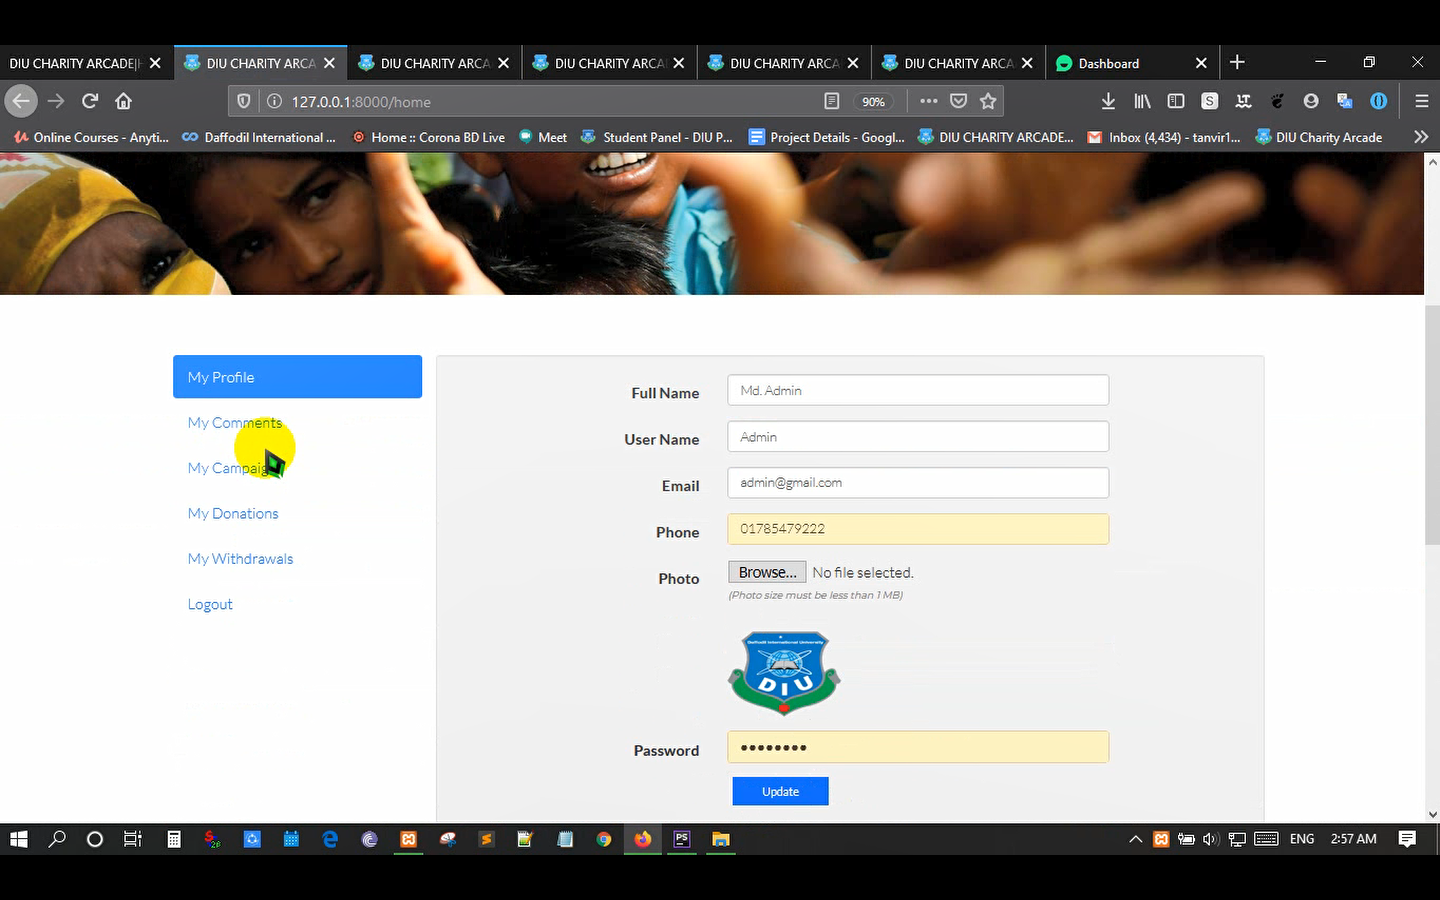 DIU CHARITY ARCADE|H
DIU CHARITY ARCA
DIU CHARITY ARCA
DIU CHARITY ARCA
DIU CHARITY ARCA
DIU CHARITY ARCA
Dashboard
127.0.0.1:8000/home
90%
Online Courses - Anyti...
Daffodil International ...
Home :: Corona BD Live
Meet
Student Panel - DIU P...
Project Details - Googl...
DIU CHARITY ARCADE...
Inbox (4,434) - tanvir1...
DIU Charity Arcade
My Profile
My Comments
My Campaig
My Donations
My Withdrawals
Logout
Full Name
Md. Admin
User Name
Admin
Email
admin@gmail.com
Phone
01785479222
Photo
Browse... No file selected.
(Photo size must be less than 1 MB)
Daffodil International University
DIU
Password
Update
ENG
2:57 AM